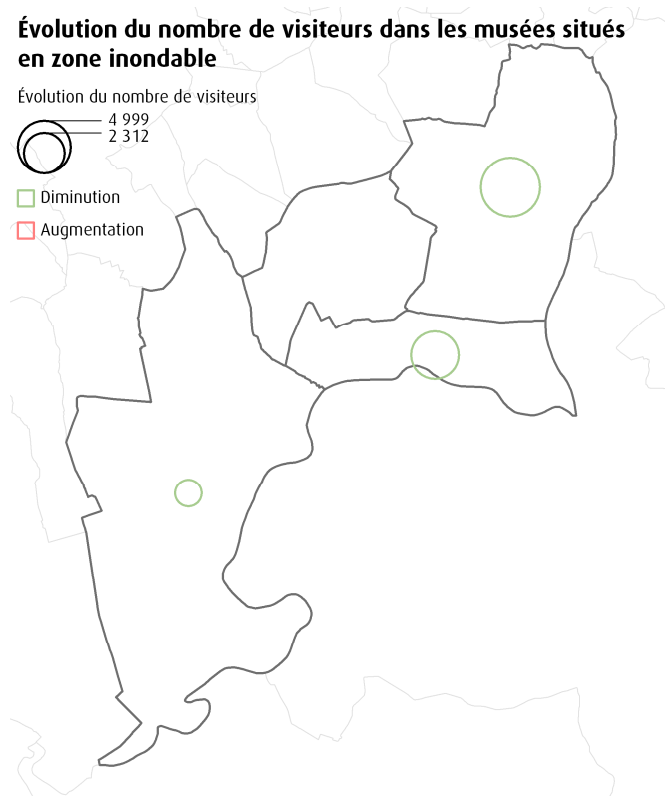 Évolution du nombre de visiteurs dans les musées situés
en zone inondable
Évolution du nombre de visiteurs
4 999
2 312
Diminution
Augmentation